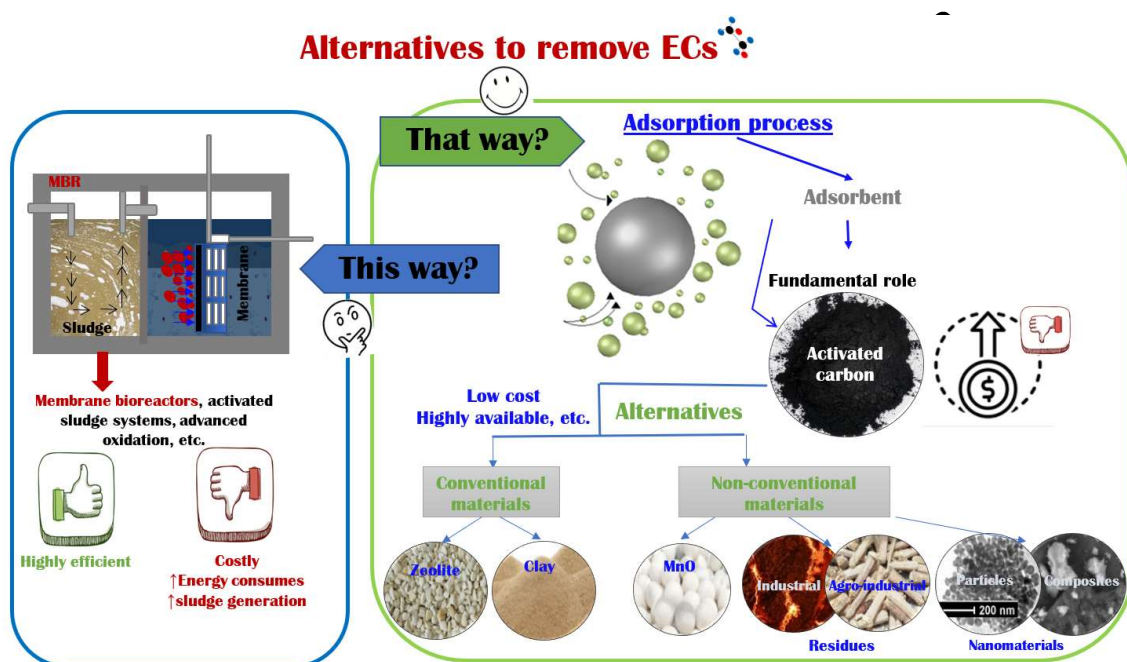 Alternatives to remove ECs
MBR
Sludge
Membrane
Membrane bioreactors, activated
sludge systems, advanced
oxidation, etc.
Highly efficient
Costly
↑Energy consumes
↑sludge generation
That way?
This way?
Adsorption process
Adsorbent
Fundamental role
Activated
carbon
$
Low cost
Highly available, etc.
Alternatives
Conventional
materials
Non-conventional
materials
Zeolite
Clay
MnO
Industrial
Agro-industrial
Residues
Particles
200 nm
Composites
Nanomaterials